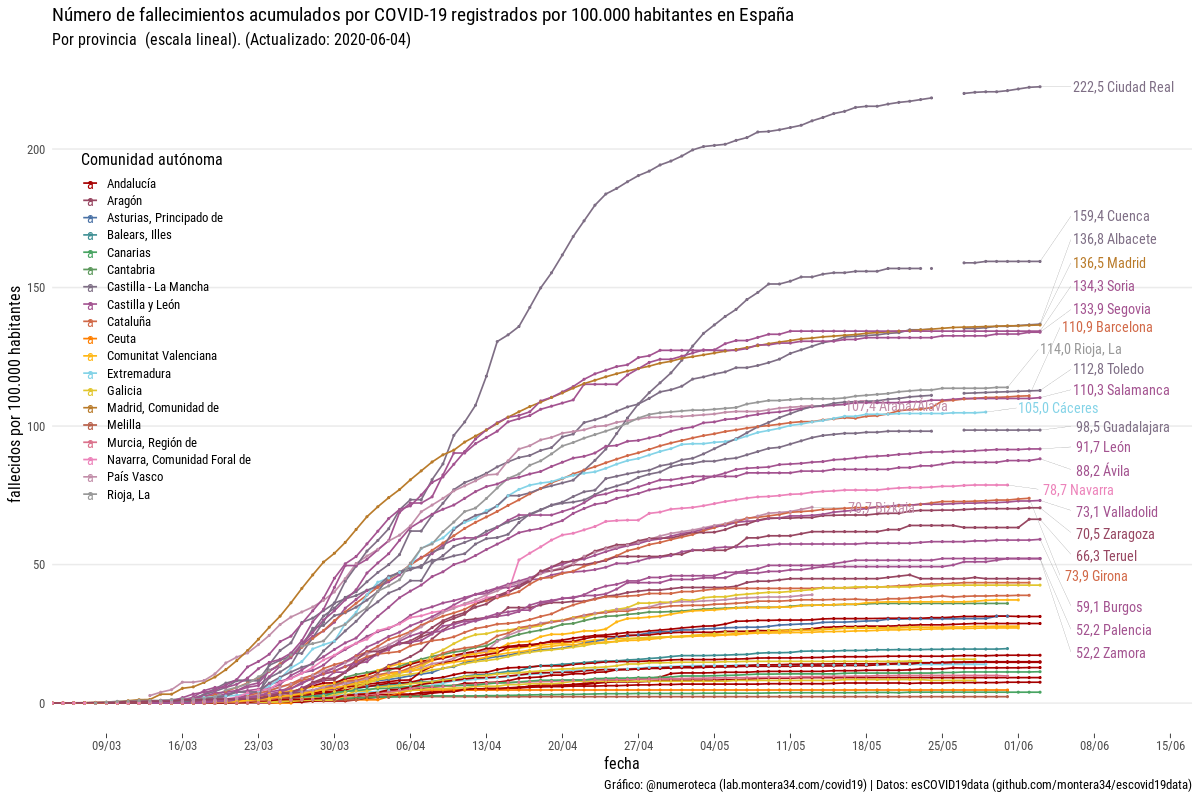 Número de fallecimientos acumulados por COVID-19 registrados por 100.000 habitantes en España
Por provincia (escala lineal). (Actualizado: 2020-06-04)
fallecidos por 100.000 habitantes
200
150
100
50
0
Comunidad autónoma
Andalucía
Aragón
Asturias, Principado de
Balears, Illes
Canarias
Cantabria
Castilla - La Mancha
Castilla y León
Cataluña
Ceuta
Comunitat Valenciana
Extremadura
Galicia
Madrid, Comunidad de
Melilla
Murcia, Región de
Navarra, Comunidad Foral de
País Vasco
Rioja, La
222,5 Ciudad Real
159,4 Cuenca
136,8 Albacete
136,5 Madrid
134,3 Soria
133,9 Segovia
110,9 Barcelona
114,0 Rioja, La
112,8 Toledo
110,3 Salamanca
107,4 Araba/Álava
105,0 Cáceres
98,5 Guadalajara
91,7 León
88,2 Ávila
78,7 Navarra
70,7 Bizkaia
73,1 Valladolid
70,5 Zaragoza
66,3 Teruel
73,9 Girona
59,1 Burgos
52,2 Palencia
52,2 Zamora
09/03
16/03
23/03
30/03
06/04
13/04
20/04
27/04
04/05
11/05
18/05
25/05
01/06
08/06
15/06
fecha
Gráfico: @numeroteca (lab.montera34.com/covid19) | Datos: esCOVID19data (github.com/montera34/escovid19data)